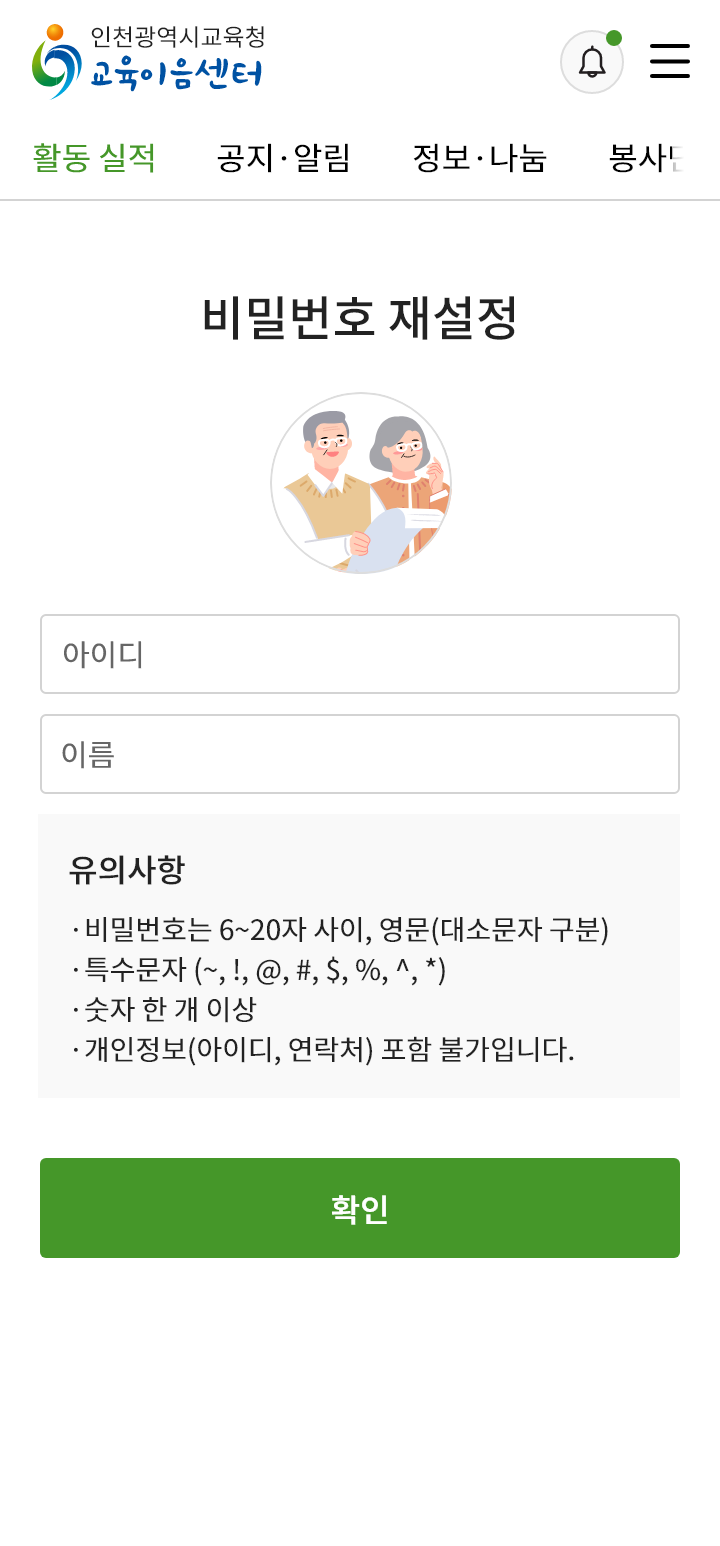 인천광역시교육청
교육이음센터
활동 실적 공지·알림 정보·나눔 봉사
비밀번호 재설정
아이디
이름
유의사항
·비밀번호는 6~20자 사이, 영문(대소문자 구분)
·특수문자 (~, !, @, #, $, %, ^, *)
·숫자 한 개 이상
·개인정보(아이디, 연락처) 포함 불가입니다.
확인